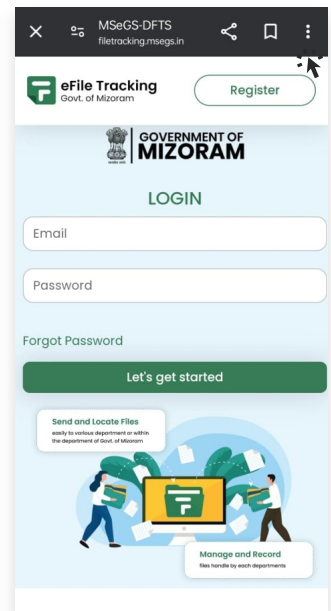 MSeGS-DFTS
filetracking.msegs.in
eFile Tracking
Govt. of Mizoram
Register
GOVERNMENT OF
MIZORAM
LOGIN
Email
Password
Forgot Password
Let's get started
Send and Locate Files
easily to various department or within
the department of Govt. of Mizoram
Manage and Record
files handle by each departments